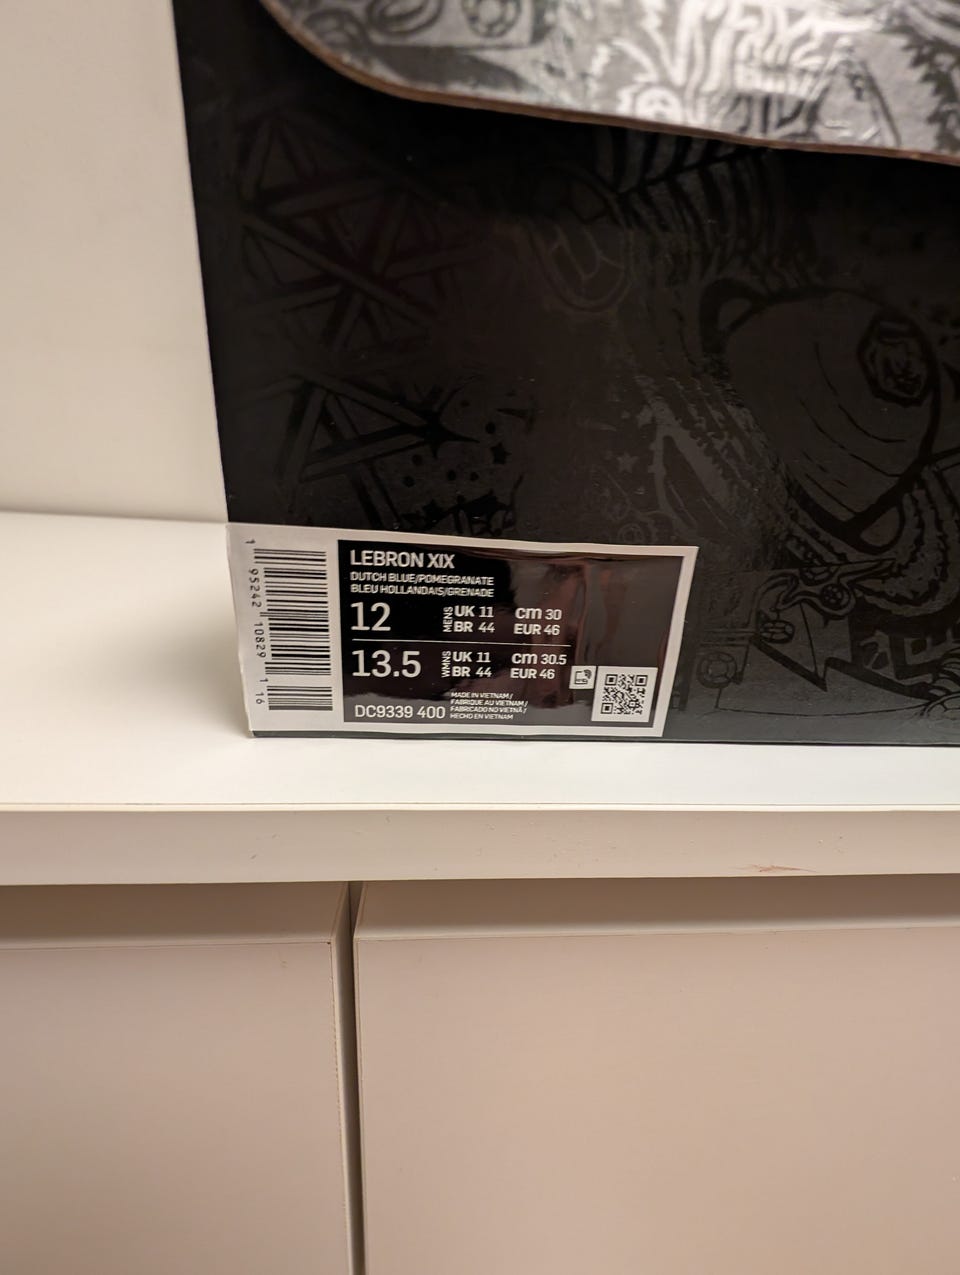 LEBRON XIX
DUTCH BLUE/POMEGRANATE
BLEU HOLLANDAIS/GRENADE
12 MENS UK 11 cm 30
BR 44 EUR 46
13.5 WMNS UK 11 cm 30.5
BR 44 EUR 46
DC9339 400
MADE IN VIETNAM /
FABRIQUE AU VIETNAM /
FABRICADO NO VIETNÃ /
HECHO EN VIETNAM
1 95242 10829 1 16